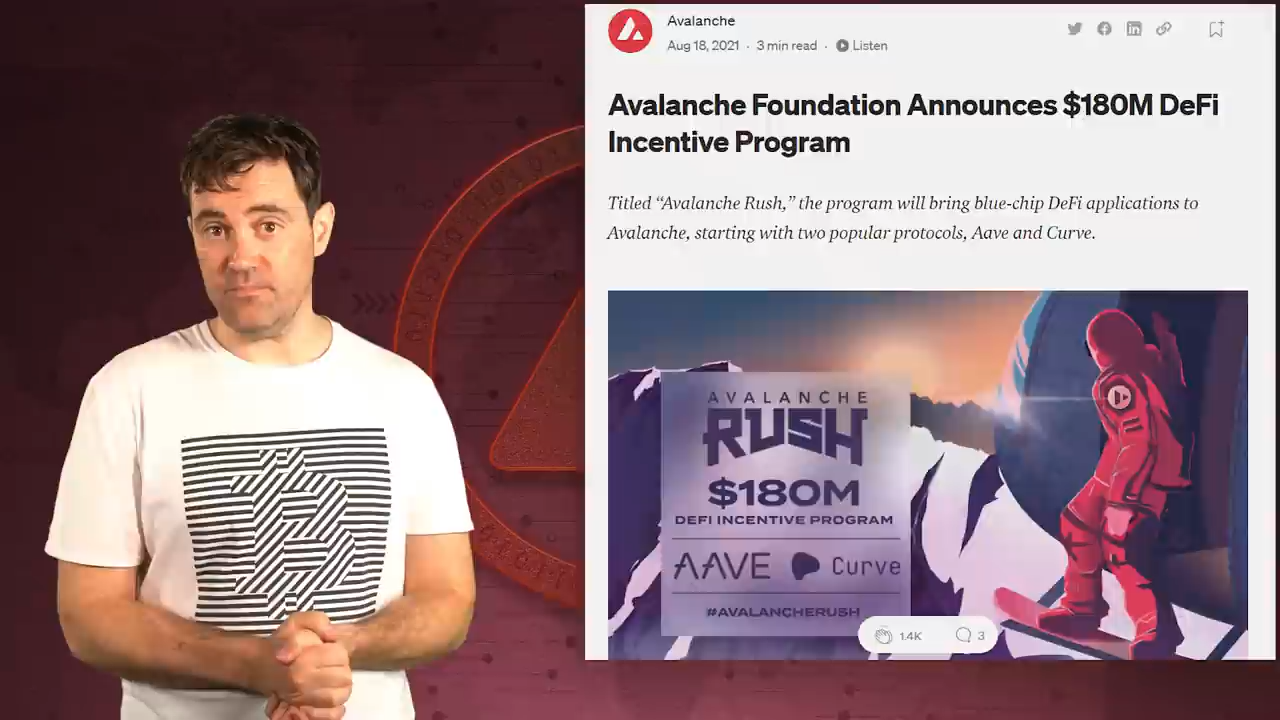 Avalanche
Aug 18, 2021 · 3 min read · Listen
Avalanche Foundation Announces $180M DeFi
Incentive Program
Titled “Avalanche Rush,” the program will bring blue-chip DeFi applications to
Avalanche, starting with two popular protocols, Aave and Curve.
AVALANCHE
RUSH
$180M
DEFI INCENTIVE PROGRAM
AAVE Curve
#AVALANCHERUSH
1.4K 3